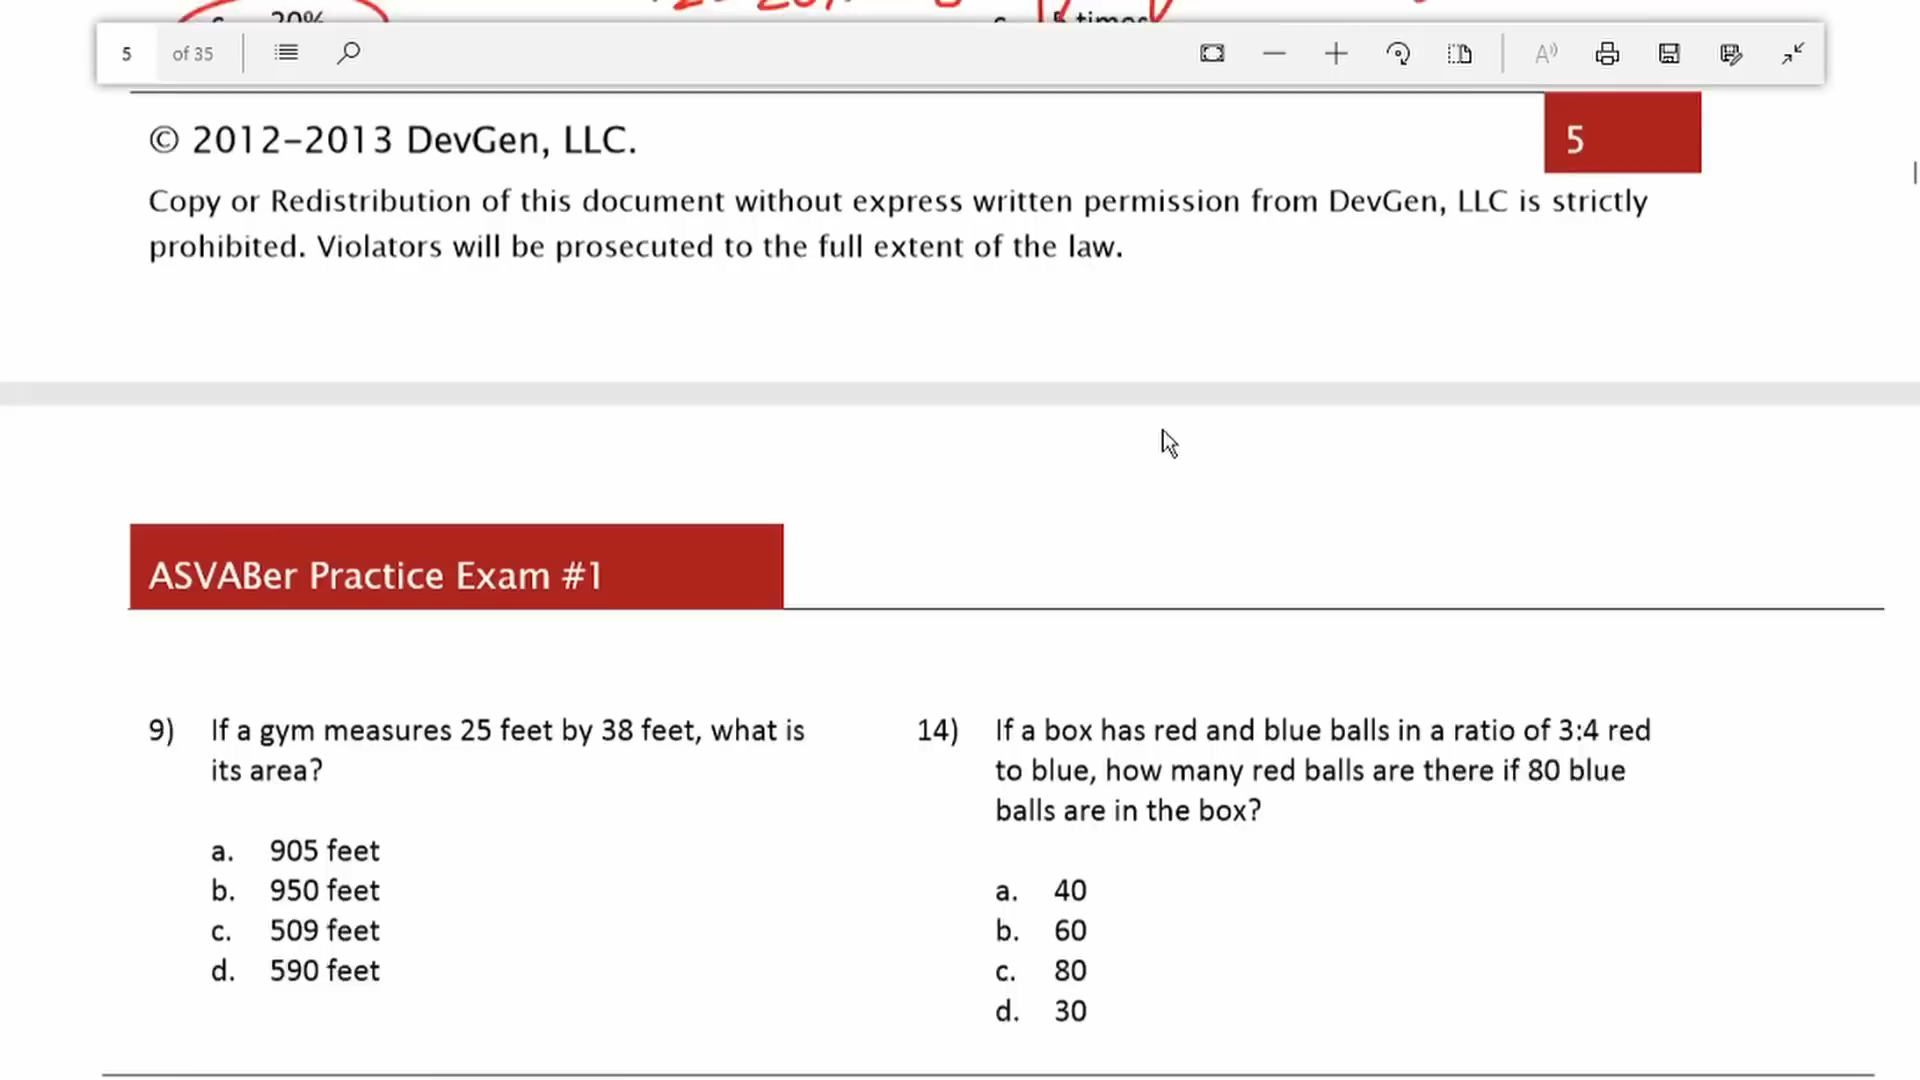 c. 20%
5 times
5 of 35
© 2012–2013 DevGen, LLC.
5
Copy or Redistribution of this document without express written permission from DevGen, LLC is strictly
prohibited. Violators will be prosecuted to the full extent of the law.
ASVABer Practice Exam #1
9) If a gym measures 25 feet by 38 feet, what is
its area?
a. 905 feet
b. 950 feet
c. 509 feet
d. 590 feet
14) If a box has red and blue balls in a ratio of 3:4 red
to blue, how many red balls are there if 80 blue
balls are in the box?
a. 40
b. 60
c. 80
d. 30